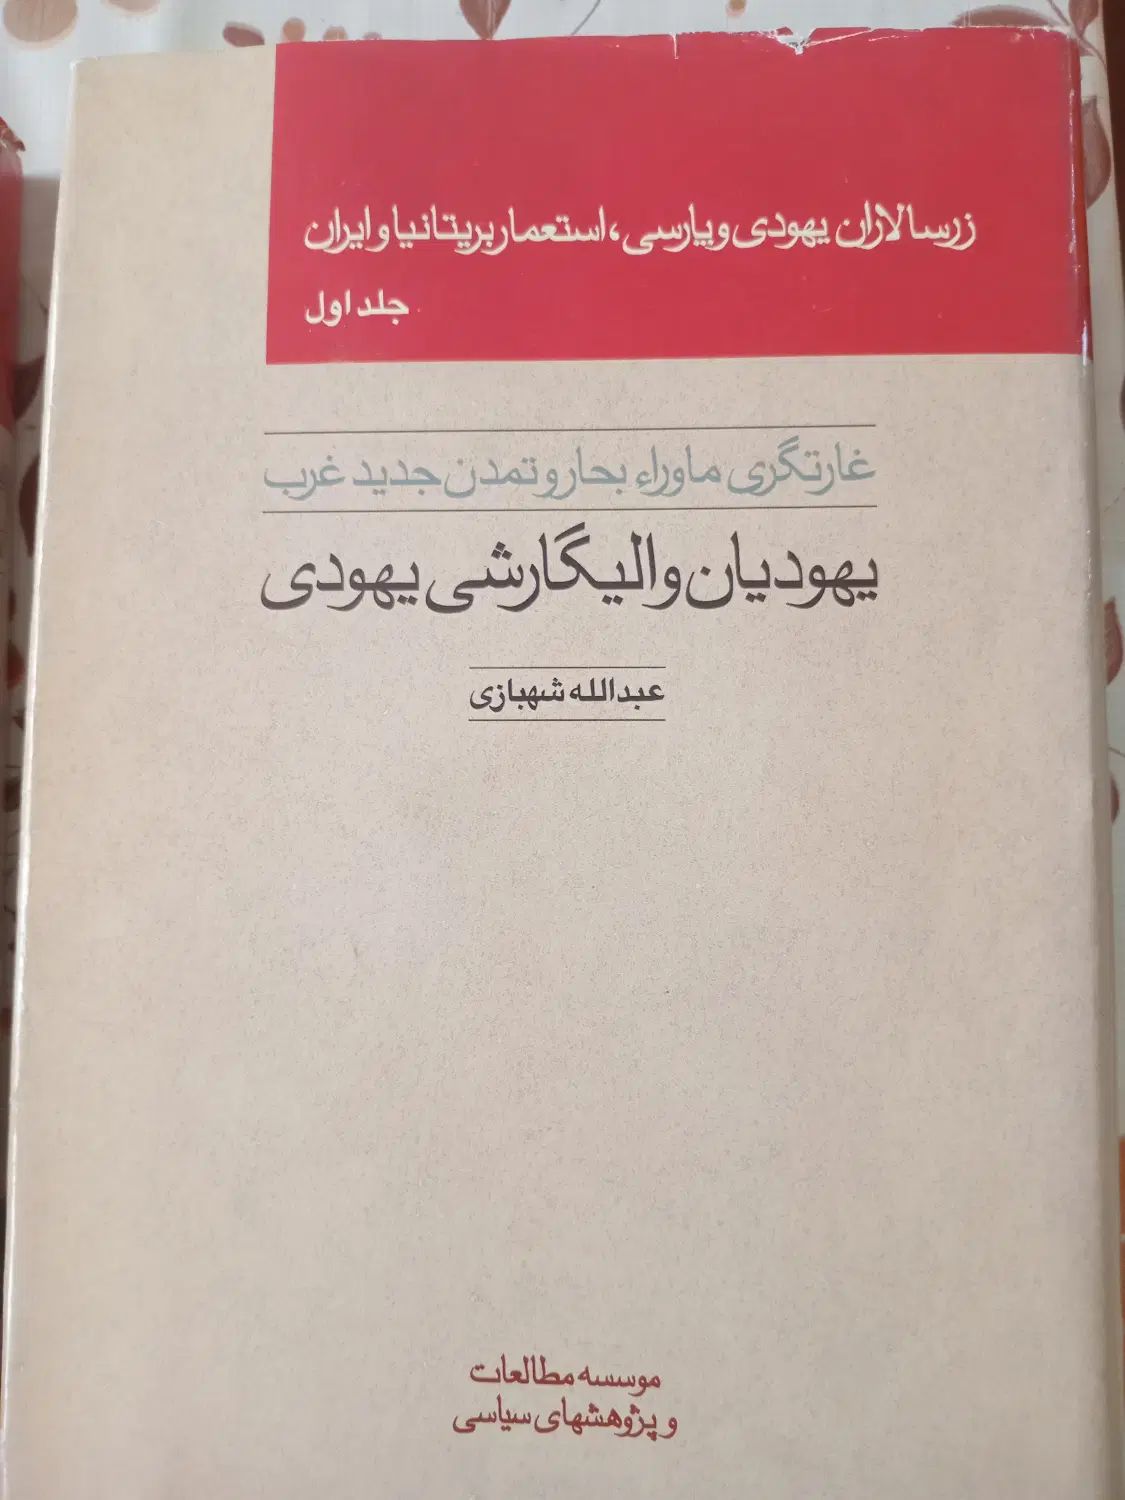 زرسالاران یهودی و پارسی، استعمار بریتانیا و ایران
جلد اول
غارتگری ماوراء بحار و تمدن جدید غرب
یهودیان و الیگارشی یهودی
عبدالله شهبازی
موسسه مطالعات
و پژوهشهای سیاسی